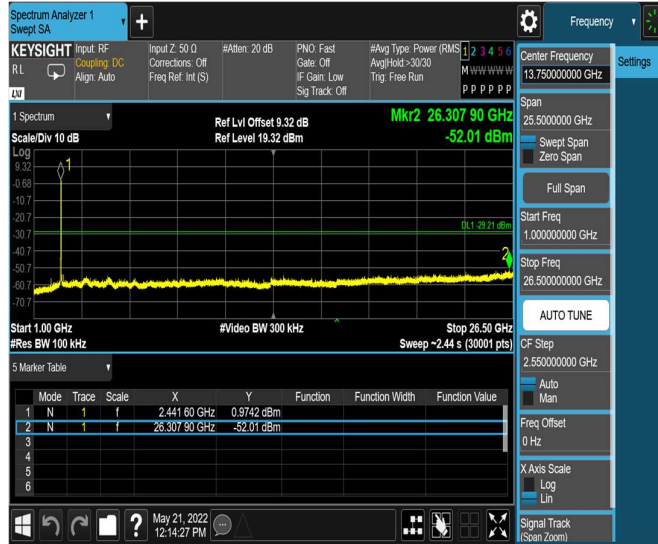 Spectrum Analyzer 1
Swept SA
+
Frequency
KEYSIGHT
RL
LXI
Input: RF
Coupling: DC
Align: Auto
Input Z: 50 Ω
Corrections: Off
Freq Ref: Int (S)
#Atten: 20 dB
PNO: Fast
Gate: Off
IF Gain: Low
Sig Track: Off
#Avg Type: Power (RMS
Avg|Hold:>30/30
Trig: Free Run
1 2 3 4 5 6
M W W W W W
P P P P P P
1 Spectrum
Scale/Div 10 dB
Log
Ref Lvl Offset 9.32 dB
Ref Level 19.32 dBm
Mkr2 26.307 90 GHz
-52.01 dBm
9.32
-0.68
-10.7
-20.7
-30.7
-40.7
-50.7
-60.7
-70.7
1
DL1 -29.21 dBm
2
Start 1.00 GHz
#Video BW 300 kHz
Stop 26.50 GHz
#Res BW 100 kHz
Sweep ~2.44 s (30001 pts)
5 Marker Table
Mode Trace Scale X Y Function Function Width Function Value
1 N 1 f 2.441 60 GHz 0.9742 dBm
2 N 1 f 26.307 90 GHz -52.01 dBm
3
4
5
6
?
May 21, 2022
12:14:27 PM
Center Frequency
13.750000000 GHz
Settings
Span
25.5000000 GHz
Swept Span
Zero Span
Full Span
Start Freq
1.000000000 GHz
Stop Freq
26.500000000 GHz
AUTO TUNE
CF Step
2.550000000 GHz
Auto
Man
Freq Offset
0 Hz
X Axis Scale
Log
Lin
Signal Track
(Span Zoom)